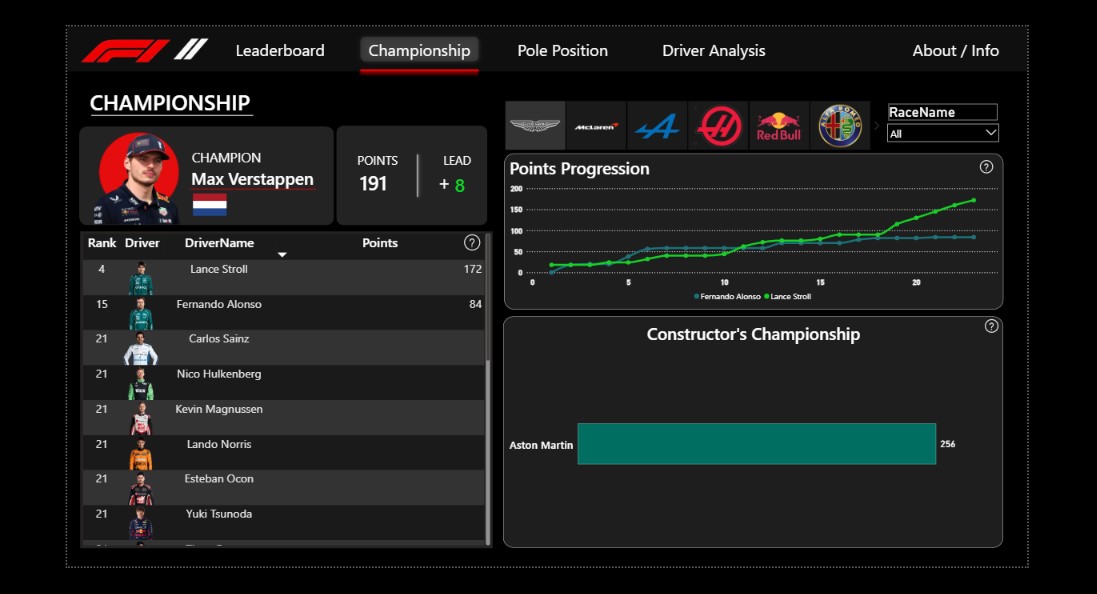 F1
Leaderboard
Championship
Pole Position
Driver Analysis
About / Info
CHAMPIONSHIP
CHAMPION
Max Verstappen
POINTS
191
LEAD
+ 8
McLaren
Red Bull
ALFA ROMEO
RaceName
All
Rank Driver DriverName Points ?
4 Lance Stroll 172
15 Fernando Alonso 84
21 Carlos Sainz
21 Nico Hulkenberg
21 Kevin Magnussen
21 Lando Norris
21 Esteban Ocon
21 Yuki Tsunoda
Points Progression ?
200
150
100
50
0
0 5 10 15 20
Fernando Alonso Lance Stroll
Constructor's Championship ?
Aston Martin 256